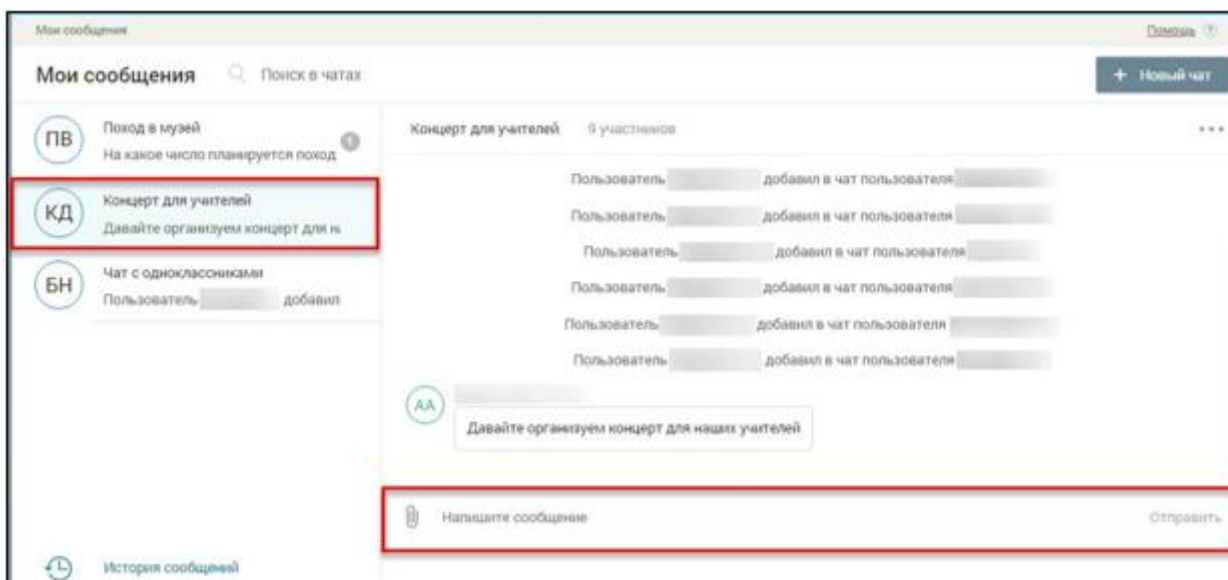 Мои сообщения
Помощь ?
Мои сообщения
Поиск в чатах
+ Новый чат
ПВ
Поход в музей
На какое число планируется поход
КД
Концерт для учителей
Давайте организуем концерт для н
БН
Чат с одноклассниками
Пользователь добавил
История сообщений
Концерт для учителей 9 участников
Пользователь добавил в чат пользователя
Пользователь добавил в чат пользователя
Пользователь добавил в чат пользователя
Пользователь добавил в чат пользователя
Пользователь добавил в чат пользователя
Пользователь добавил в чат пользователя
АА
Давайте организуем концерт для наших учителей
Напишите сообщение
Отправить